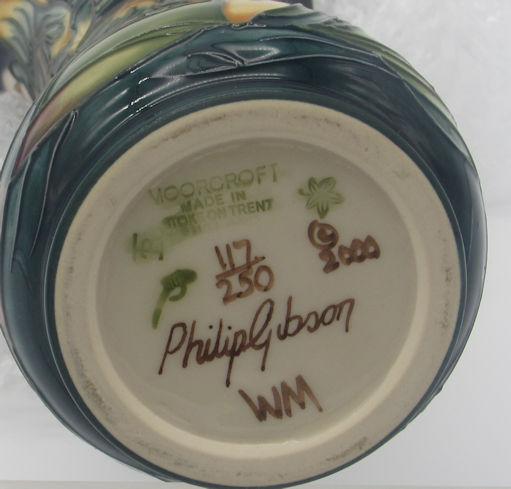 MOORCROFT
MADE IN
STOKE ON TRENT
117
250
© 2000
Philip Gibson
WM